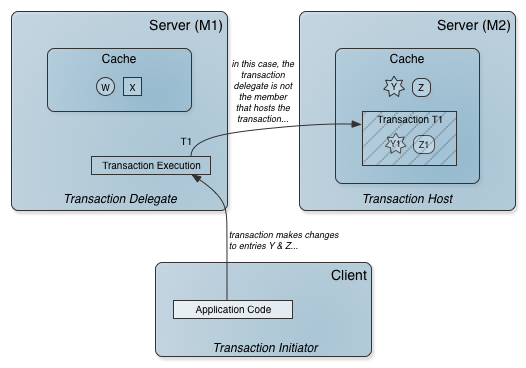 Server (M1)
Cache
W
X
Transaction Execution
Transaction Delegate
in this case, the
transaction
delegate is not
the member
that hosts the
transaction...
T1
Server (M2)
Cache
Y
Z
Transaction T1
Y1
Z1
Transaction Host
transaction makes changes
to entries Y & Z...
Client
Application Code
Transaction Initiator